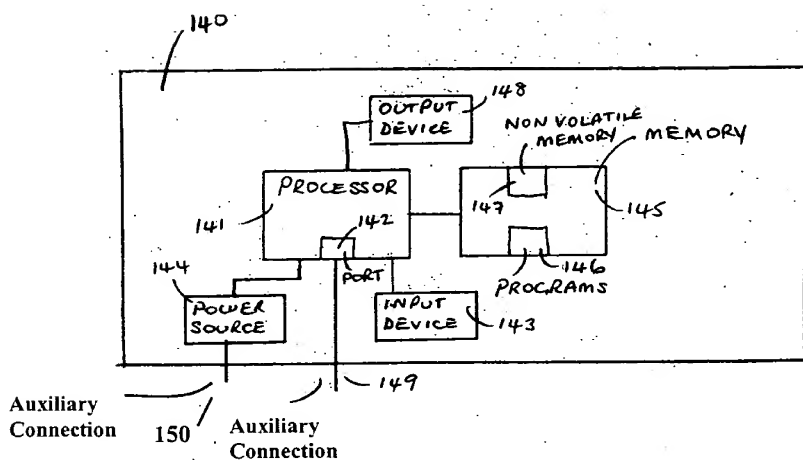 140
OUTPUT
DEVICE
148
NON VOLATILE
MEMORY
MEMORY
PROCESSOR
141
142
PORT
147
145
146
PROGRAMS
144
POWER
SOURCE
INPUT
DEVICE
143
149
Auxiliary
Connection
150
Auxiliary
Connection